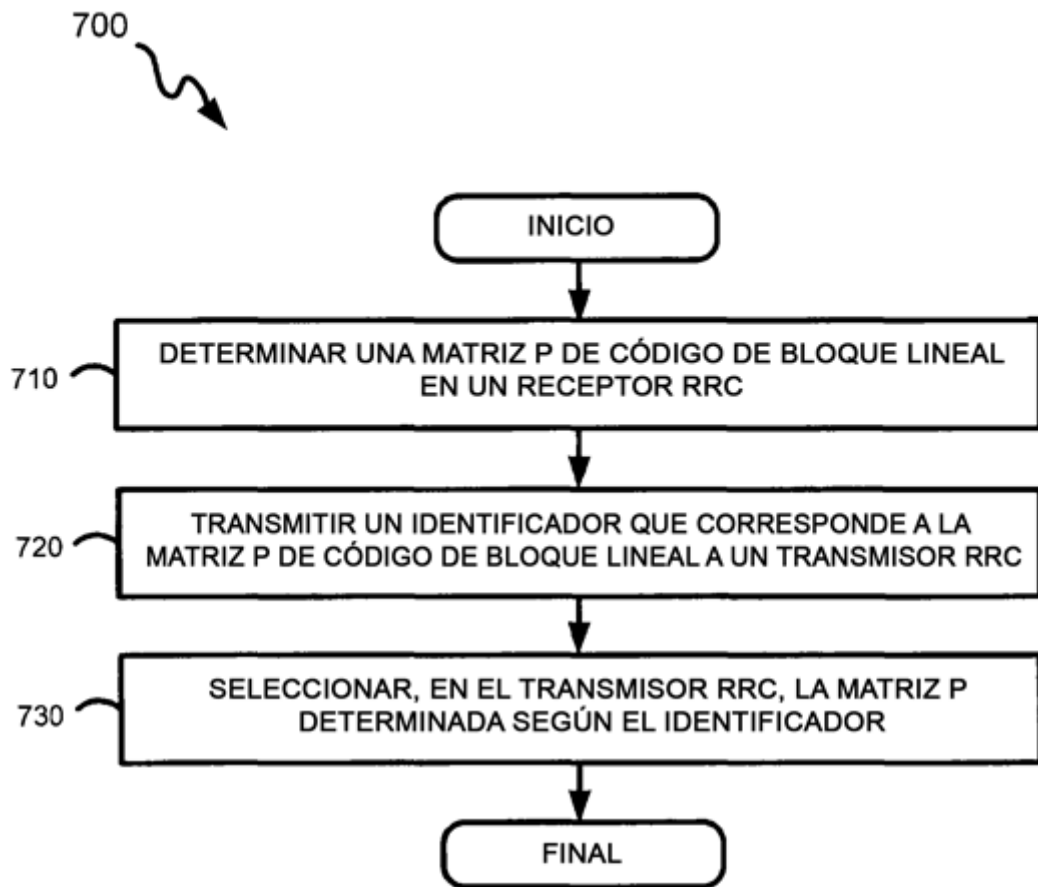 700
INICIO
710
DETERMINAR UNA MATRIZ P DE CÓDIGO DE BLOQUE LINEAL
EN UN RECEPTOR RRC
720
TRANSMITIR UN IDENTIFICADOR QUE CORRESPONDE A LA
MATRIZ P DE CÓDIGO DE BLOQUE LINEAL A UN TRANSMISOR RRC
730
SELECCIONAR, EN EL TRANSMISOR RRC, LA MATRIZ P
DETERMINADA SEGÚN EL IDENTIFICADOR
FINAL